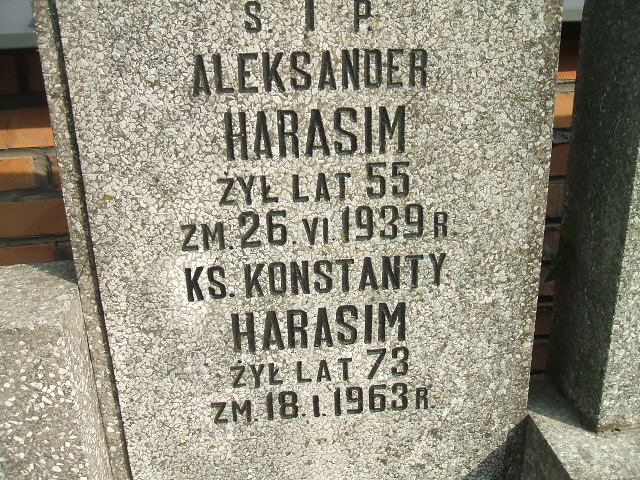 Ś. † P.
ALEKSANDER
HARASIM
ŻYŁ LAT 55
ZM. 26. VI. 1939 R.
KS. KONSTANTY
HARASIM
ŻYŁ LAT 73
ZM. 18. I. 1963 R.